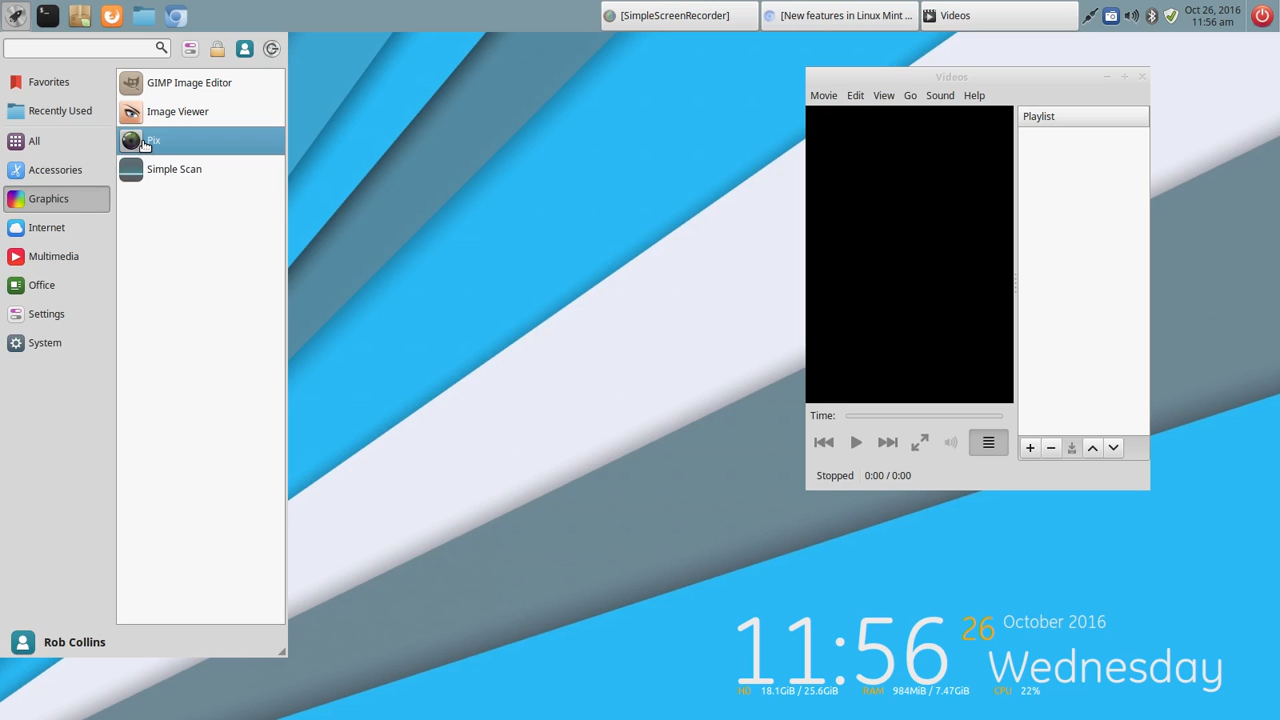 [SimpleScreenRecorder]
[New features in Linux Mint ...
Videos
Oct 26, 2016
11:56 am
Favorites
Recently Used
All
Accessories
Graphics
Internet
Multimedia
Office
Settings
System
GIMP Image Editor
Image Viewer
Pix
Simple Scan
Rob Collins
Videos
Movie Edit View Go Sound Help
Playlist
Time:
Stopped 0:00 / 0:00
11:56 26 October 2016
Wednesday
HD 18.1GiB / 25.6GiB RAM 984MiB / 7.47GiB CPU 22%